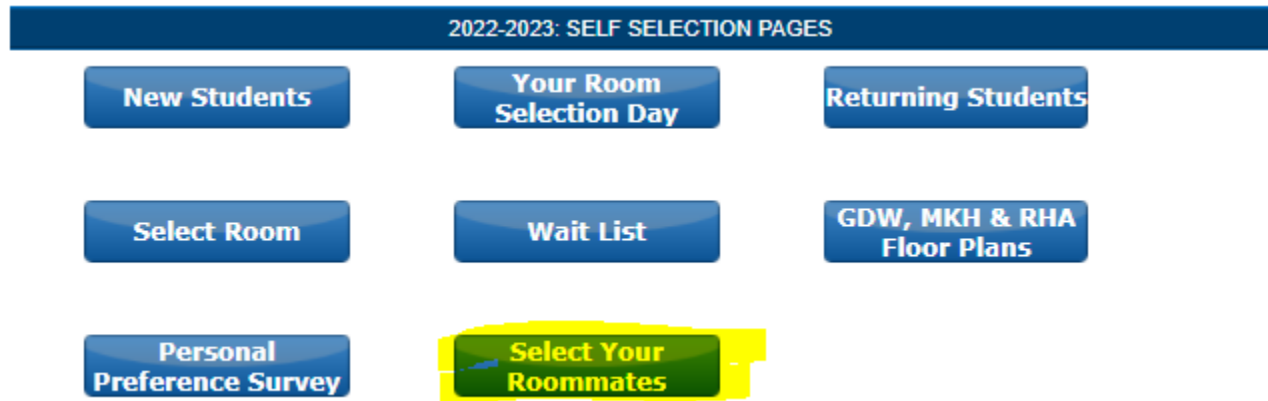 2022-2023: SELF SELECTION PAGES
New Students
Your Room
Selection Day
Returning Students
Select Room
Wait List
GDW, MKH & RHA
Floor Plans
Personal
Preference Survey
Select Your
Roommates